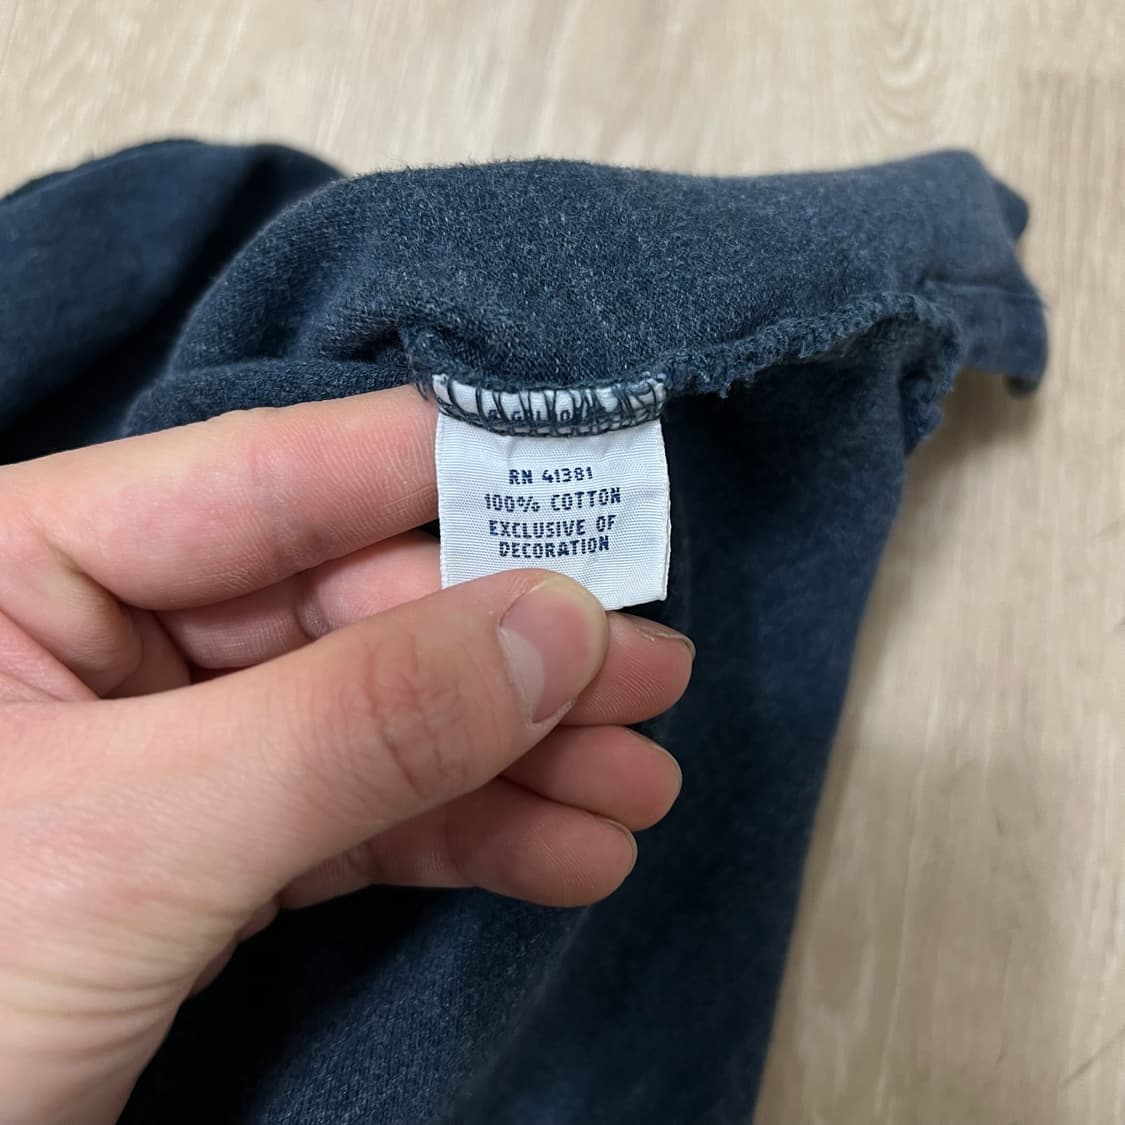 RN 41381
100% COTTON
EXCLUSIVE OF
DECORATION